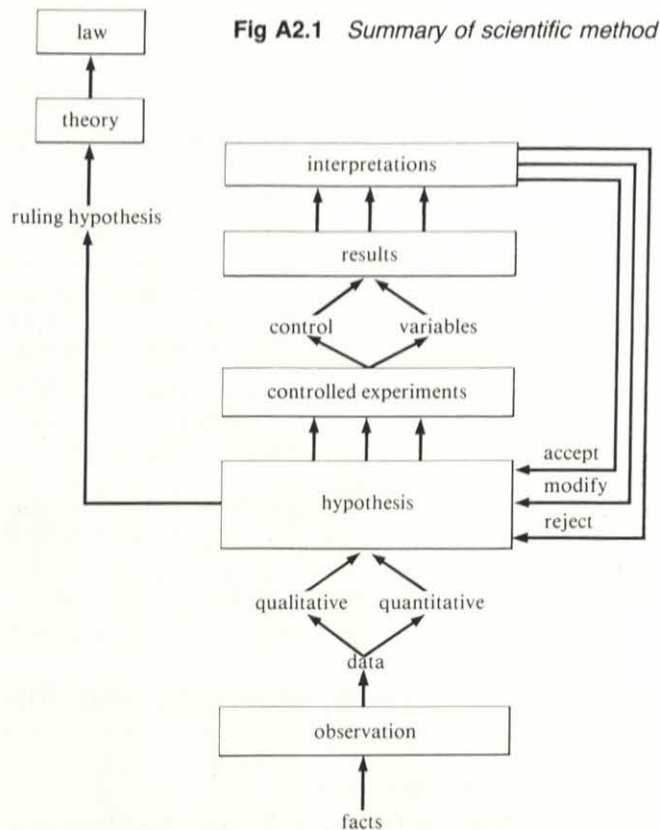 Fig A2.1 Summary of scientific method
law
theory
ruling hypothesis
interpretations
results
control variables
controlled experiments
hypothesis
accept
modify
reject
qualitative quantitative
data
observation
facts